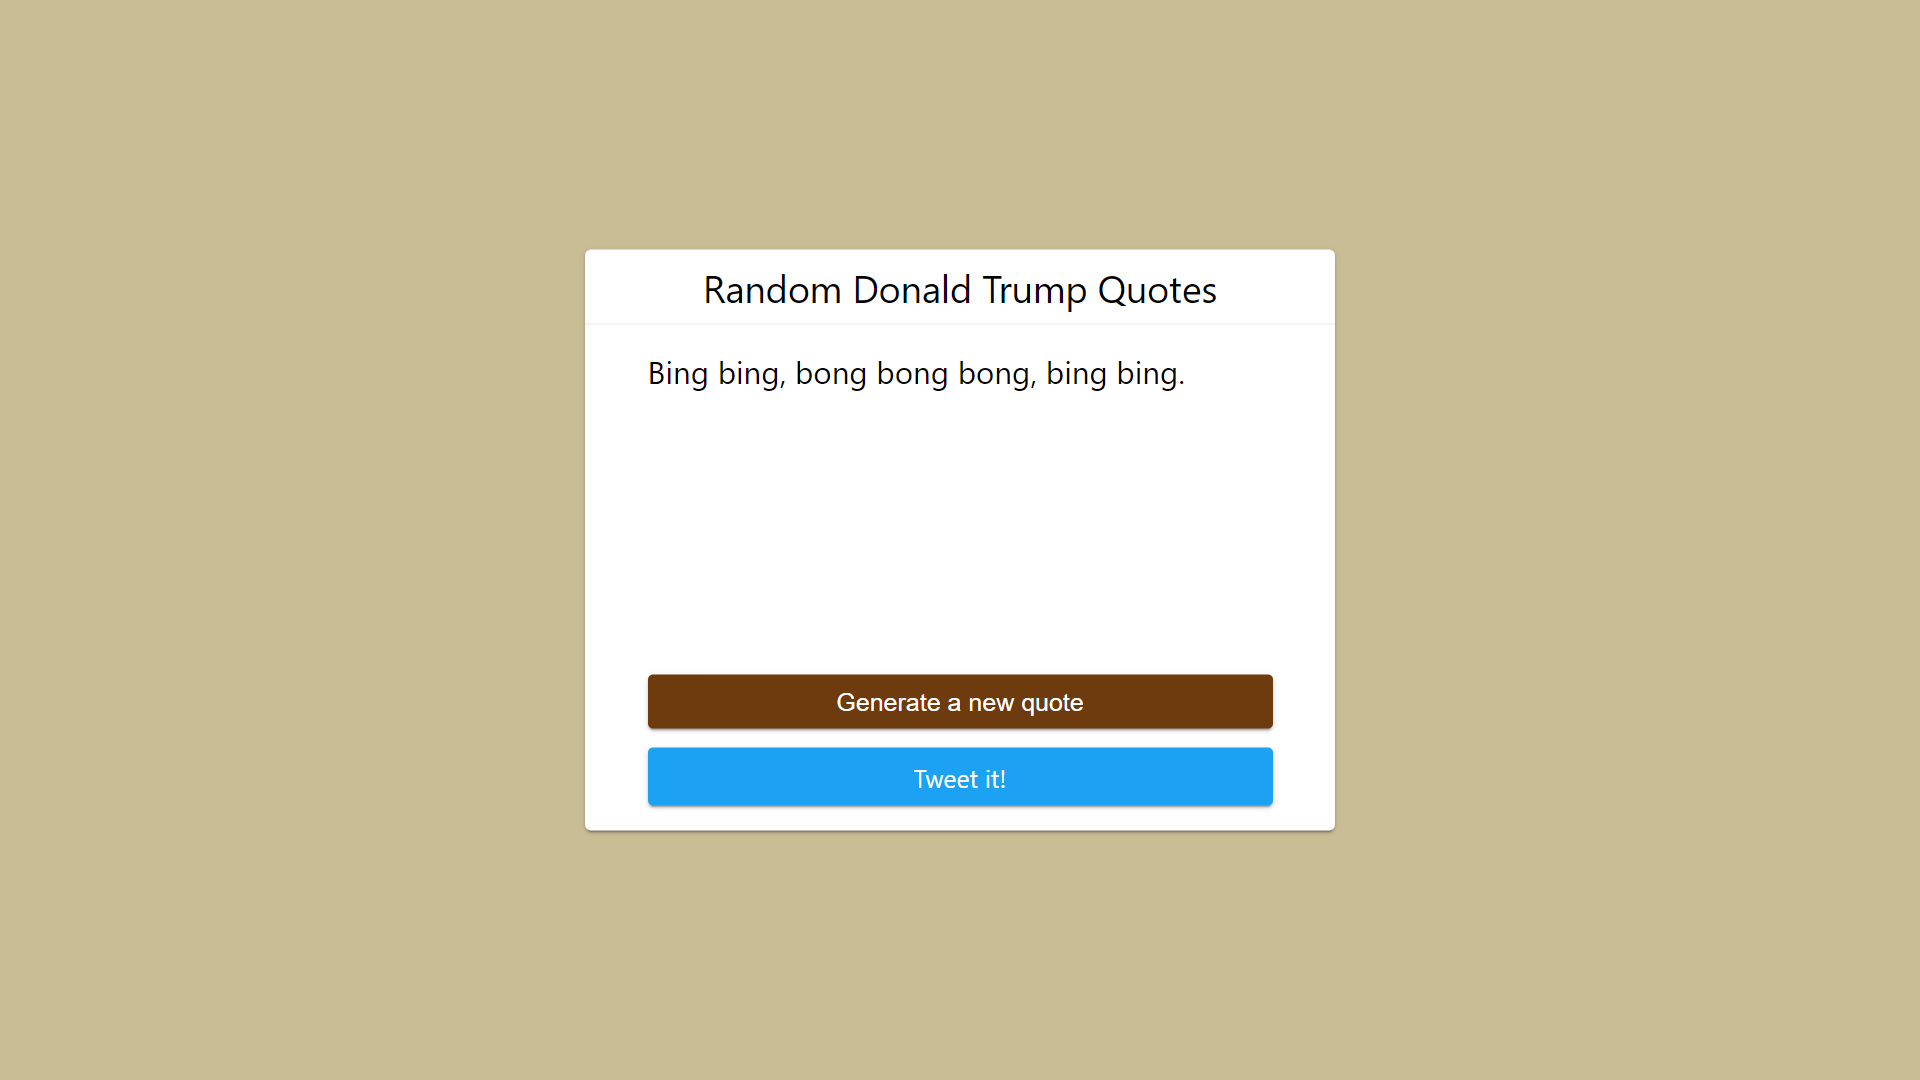 Random Donald Trump Quotes
Bing bing, bong bong bong, bing bing.
Generate a new quote
Tweet it!